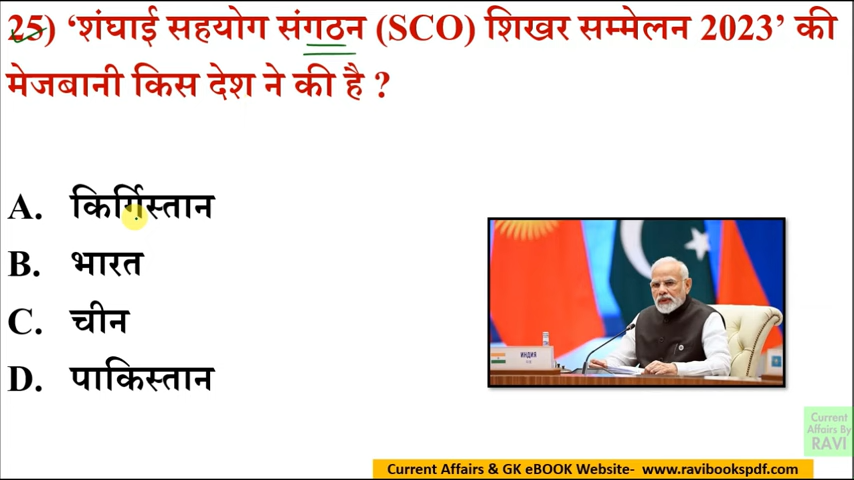 25) ‘शंघाई सहयोग संगठन (SCO) शिखर सम्मेलन 2023’ की
मेजबानी किस देश ने की है ?
A. किर्गिस्तान
B. भारत
C. चीन
D. पाकिस्तान
ИНДИЯ
Current
Affairs By
RAVI
Current Affairs & GK eBOOK Website- www.ravibookspdf.com